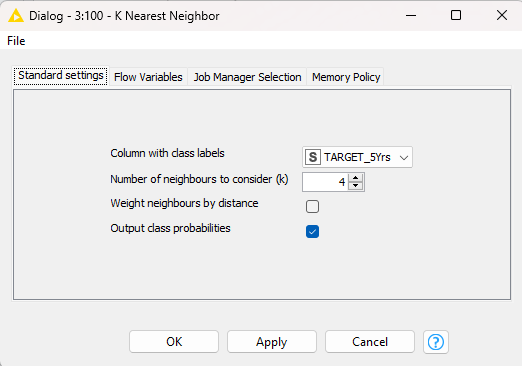 Dialog - 3:100 - K Nearest Neighbor
File
Standard settings Flow Variables Job Manager Selection Memory Policy
Column with class labels S TARGET_5Yrs
Number of neighbours to consider (k) 4
Weight neighbours by distance
Output class probabilities
OK Apply Cancel ?